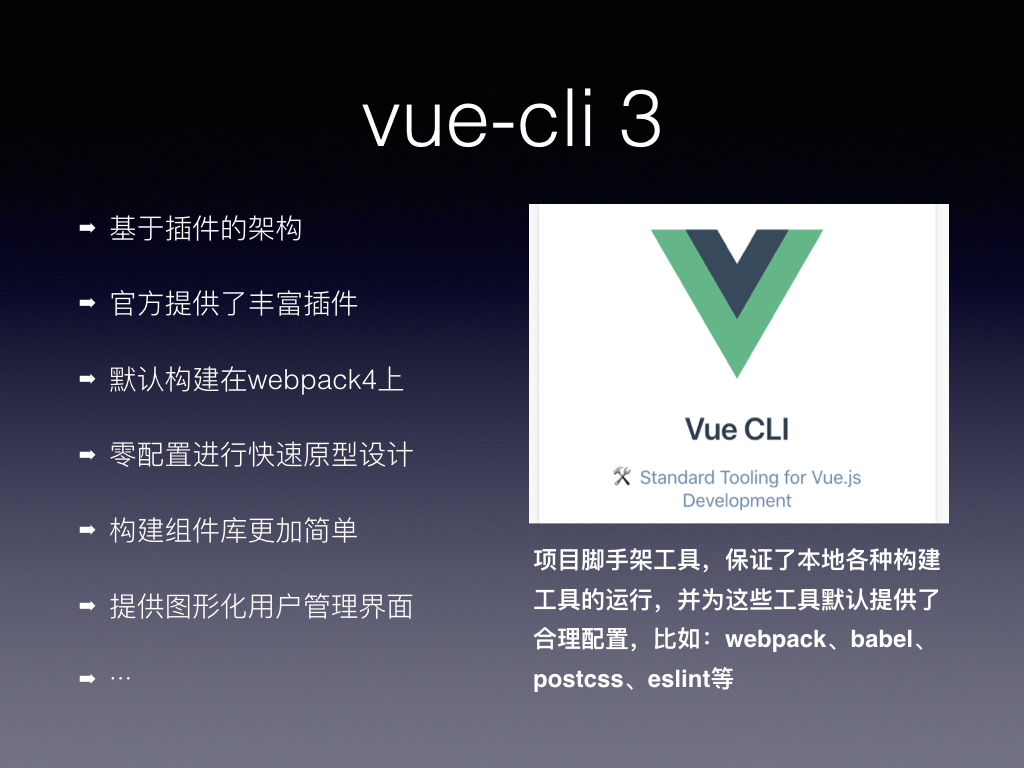 vue-cli 3
➡ 基于插件的架构
➡ 官方提供了丰富插件
➡ 默认构建在webpack4上
➡ 零配置进行快速原型设计
➡ 构建组件库更加简单
➡ 提供图形化用户管理界面
➡ …
Vue CLI
🛠 Standard Tooling for Vue.js
Development
项目脚手架工具，保证了本地各种构建
工具的运行，并为这些工具默认提供了
合理配置，比如：webpack、babel、
postcss、eslint等